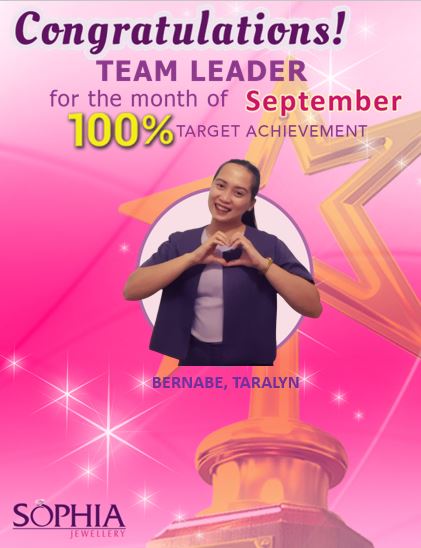 Congratulations!
TEAM LEADER
for the month of September
100% TARGET ACHIEVEMENT
BERNABE, TARALYN
SOPHIA
JEWELLERY